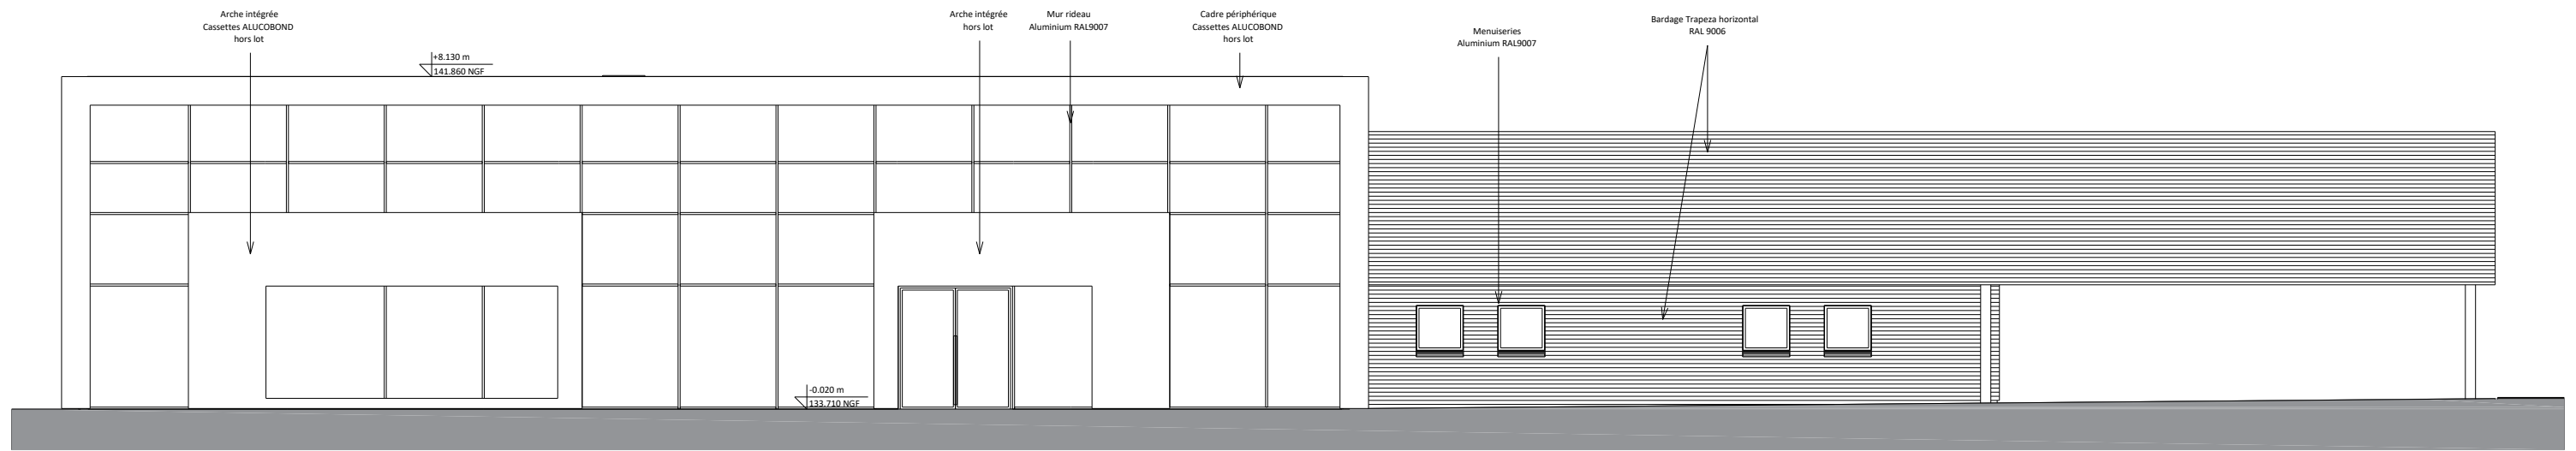 Arche intégrée
Cassettes ALUCOBOND
hors lot
Arche intégrée
hors lot
Mur rideau
Aluminium RAL9007
Cadre périphérique
Cassettes ALUCOBOND
hors lot
Menuiseries
Aluminium RAL9007
Bardage Trapeza horizontal
RAL 9006
+8.130 m
141.860 NGF
-0.020 m
133.710 NGF